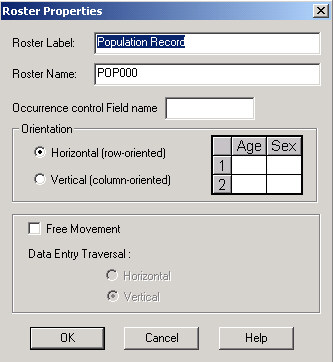 Roster Properties
Roster Label: Population Record
Roster Name: POP000
Occurrence control Field name
Orientation
Horizontal (row-oriented)
Vertical (column-oriented)
Age Sex
1
2
Free Movement
Data Entry Traversal :
Horizontal
Vertical
OK Cancel Help